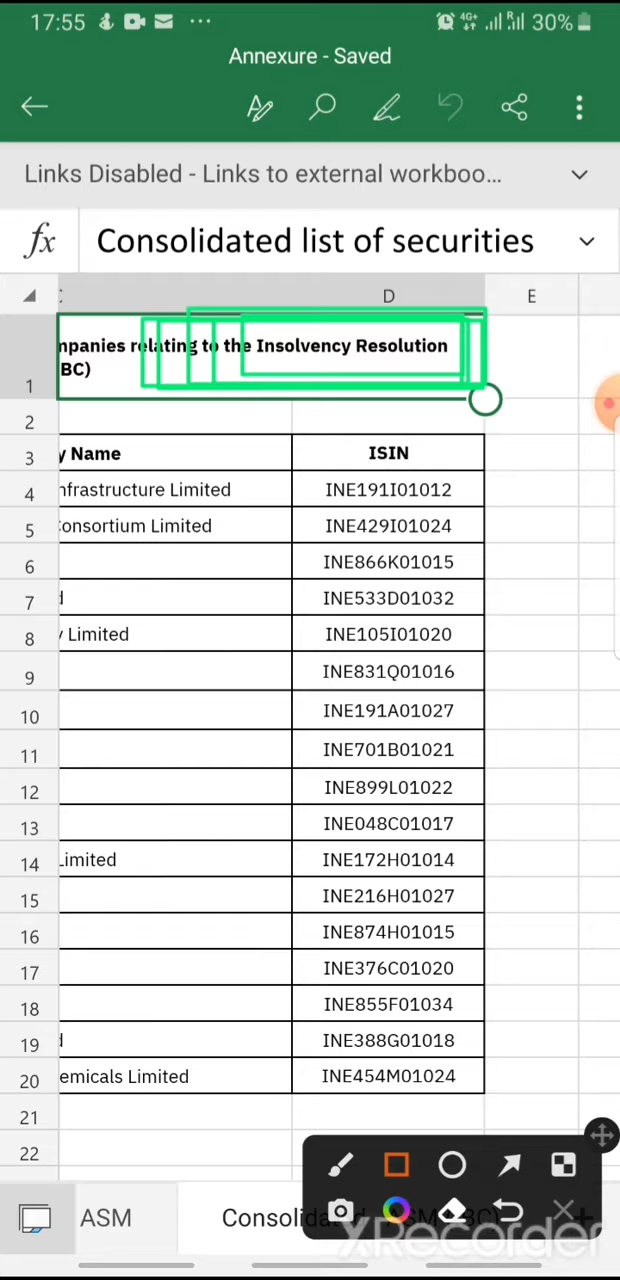 17:55
4G+
R
30%
Annexure - Saved
Links Disabled - Links to external workboo...
fx
Consolidated list of securities
D
E
1
mpanies relating to the Insolvency Resolution
BC)
2
3
y Name
ISIN
4
nfrastructure Limited
INE191I01012
5
onsortium Limited
INE429I01024
6
INE866K01015
7
d
INE533D01032
8
y Limited
INE105I01020
9
INE831Q01016
10
INE191A01027
11
INE701B01021
12
INE899L01022
13
INE048C01017
14
Limited
INE172H01014
15
INE216H01027
16
INE874H01015
17
INE376C01020
18
INE855F01034
19
d
INE388G01018
20
emicals Limited
INE454M01024
21
22
ASM
XRecorder